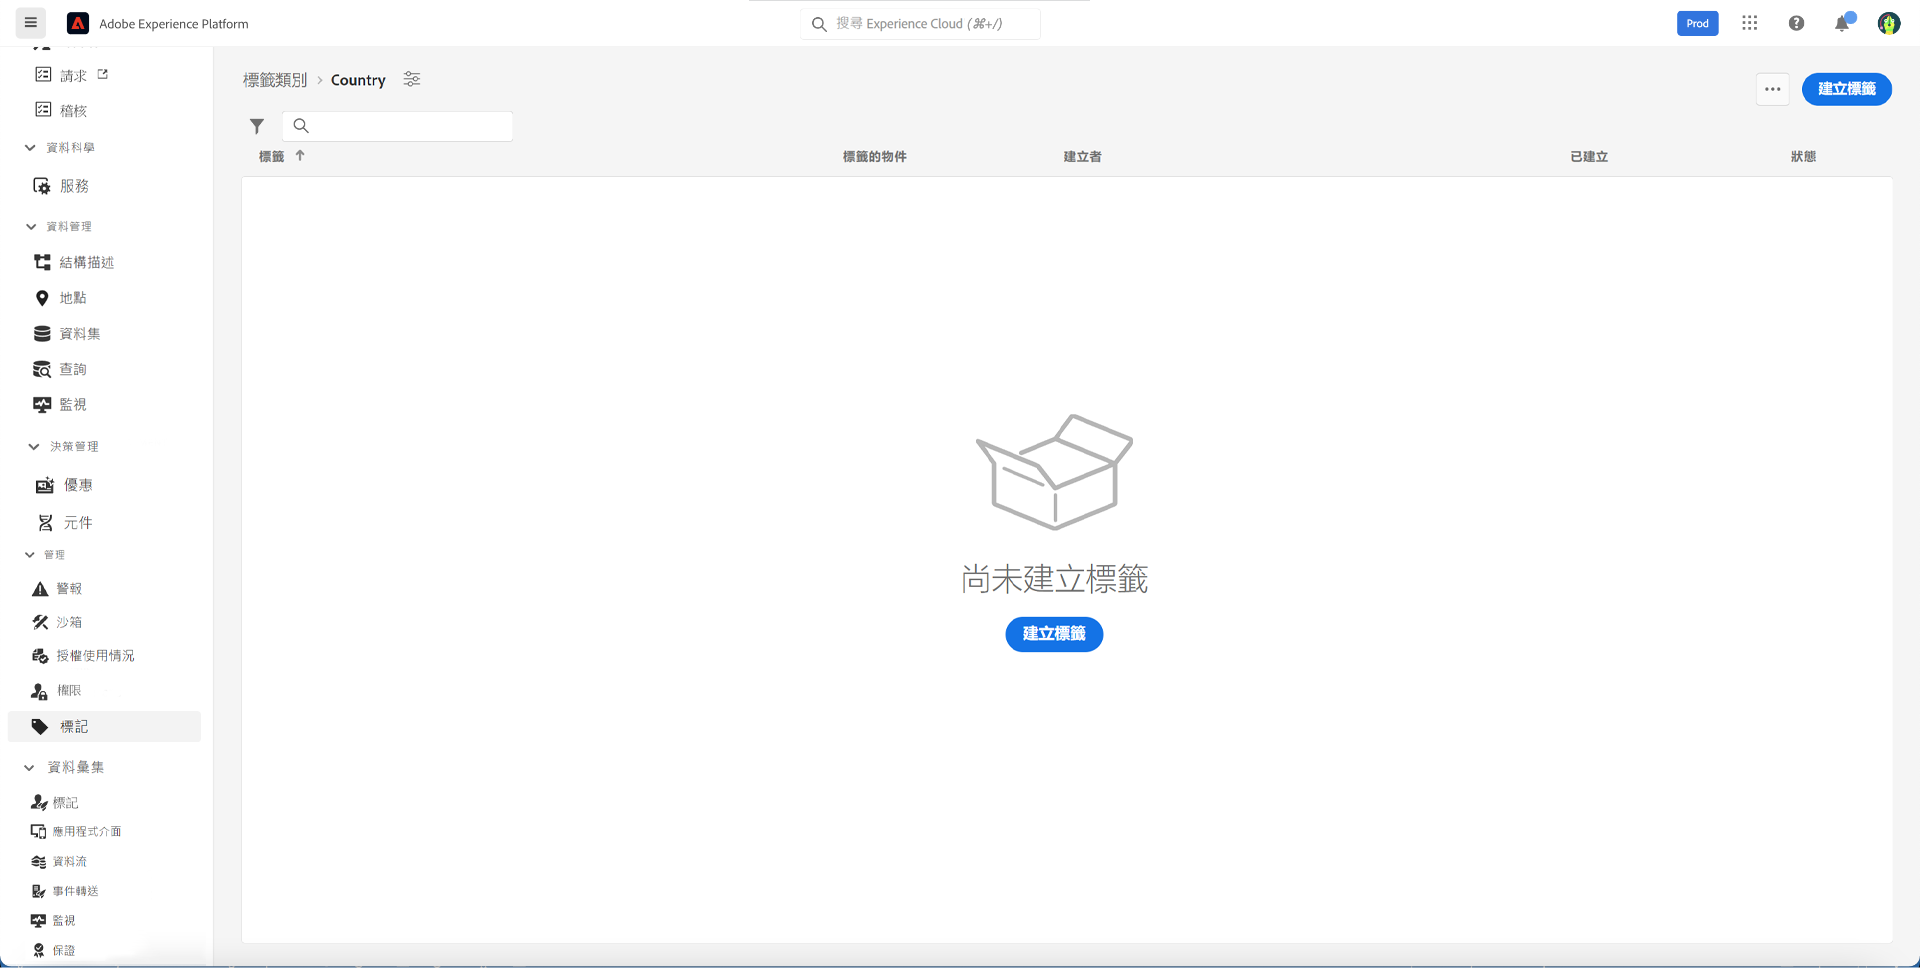 Adobe Experience Platform
搜尋 Experience Cloud (⌘+/)
Prod
請求
稽核
資料科學
服務
資料管理
結構描述
地點
資料集
查詢
監視
決策管理
優惠
元件
管理
警報
沙箱
授權使用情況
權限
標記
資料彙集
標記
應用程式介面
資料流
事件轉送
監視
保證
標籤類別 > Country
建立標籤
標籤
標籤的物件
建立者
已建立
狀態
尚未建立標籤
建立標籤